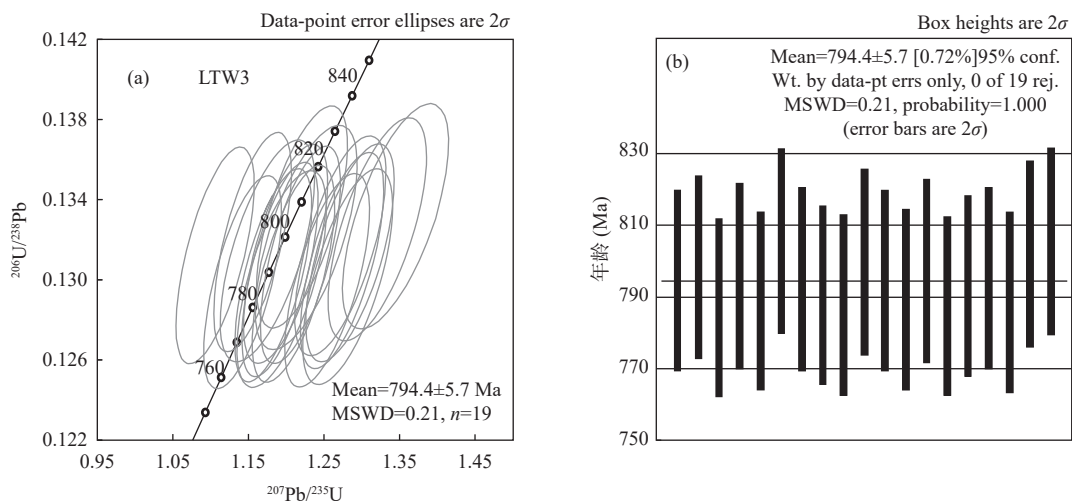 Data-point error ellipses are 2σ
0.142
0.138
0.134
0.130
0.126
0.122
²⁰⁶U/²³⁸Pb
(a)
LTW3
840
820
800
780
760
Mean=794.4±5.7 Ma
MSWD=0.21, n=19
0.95
1.05
1.15
1.25
1.35
1.45
²⁰⁷Pb/²³⁵U
Box heights are 2σ
(b)
Mean=794.4±5.7 [0.72%]95% conf.
Wt. by data-pt errs only, 0 of 19 rej.
MSWD=0.21, probability=1.000
(error bars are 2σ)
830
810
790
770
750
年龄 (Ma)